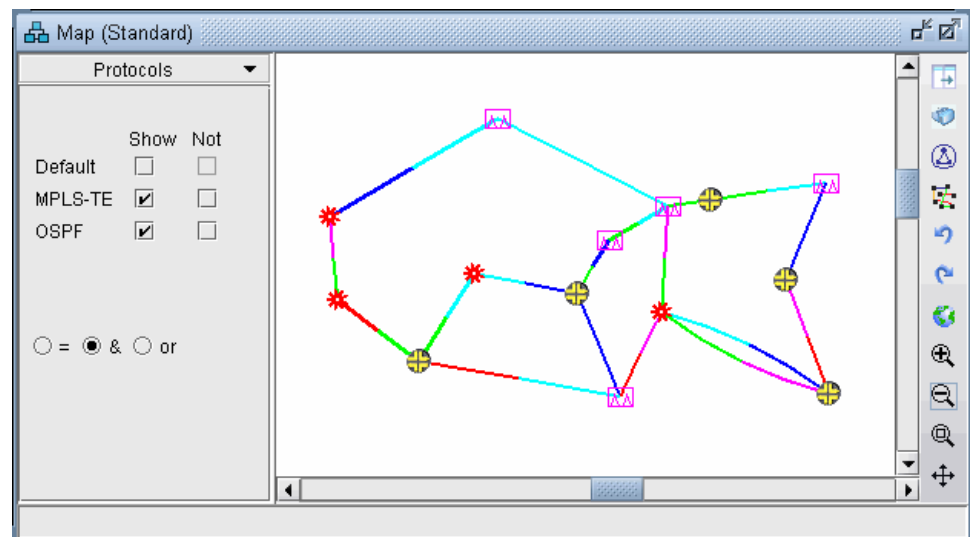 Map (Standard)
Protocols
Show Not
Default
MPLS-TE
OSPF
= & or